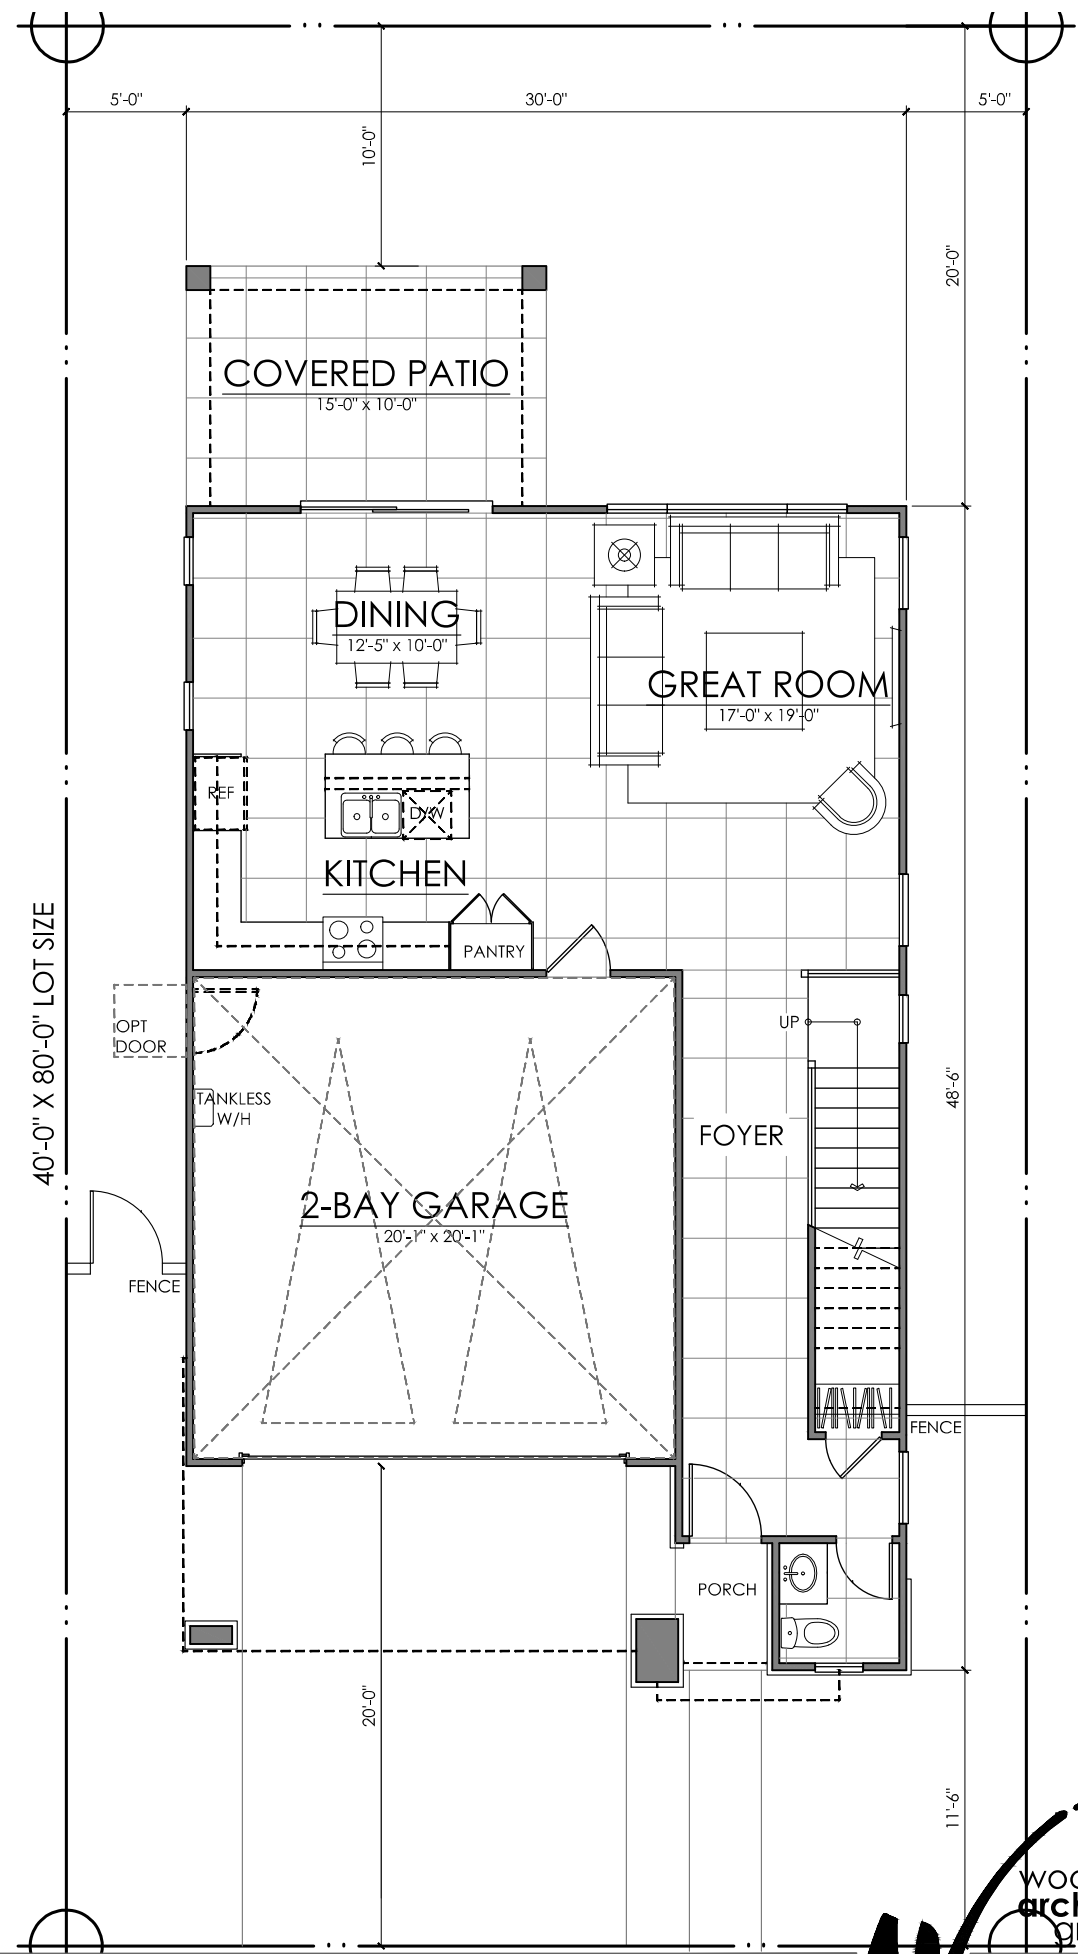 5'-0"
30'-0"
5'-0"
10'-0"
20'-0"
COVERED PATIO
15'-0" x 10'-0"
DINING
12'-5" x 10'-0"
GREAT ROOM
17'-0" x 19'-0"
REF
D/W
KITCHEN
PANTRY
40'-0" X 80'-0" LOT SIZE
OPT
DOOR
UP
TANKLESS
W/H
48'-6"
FOYER
2-BAY GARAGE
20'-1" x 20'-1"
FENCE
FENCE
PORCH
20'-0"
11'-6"